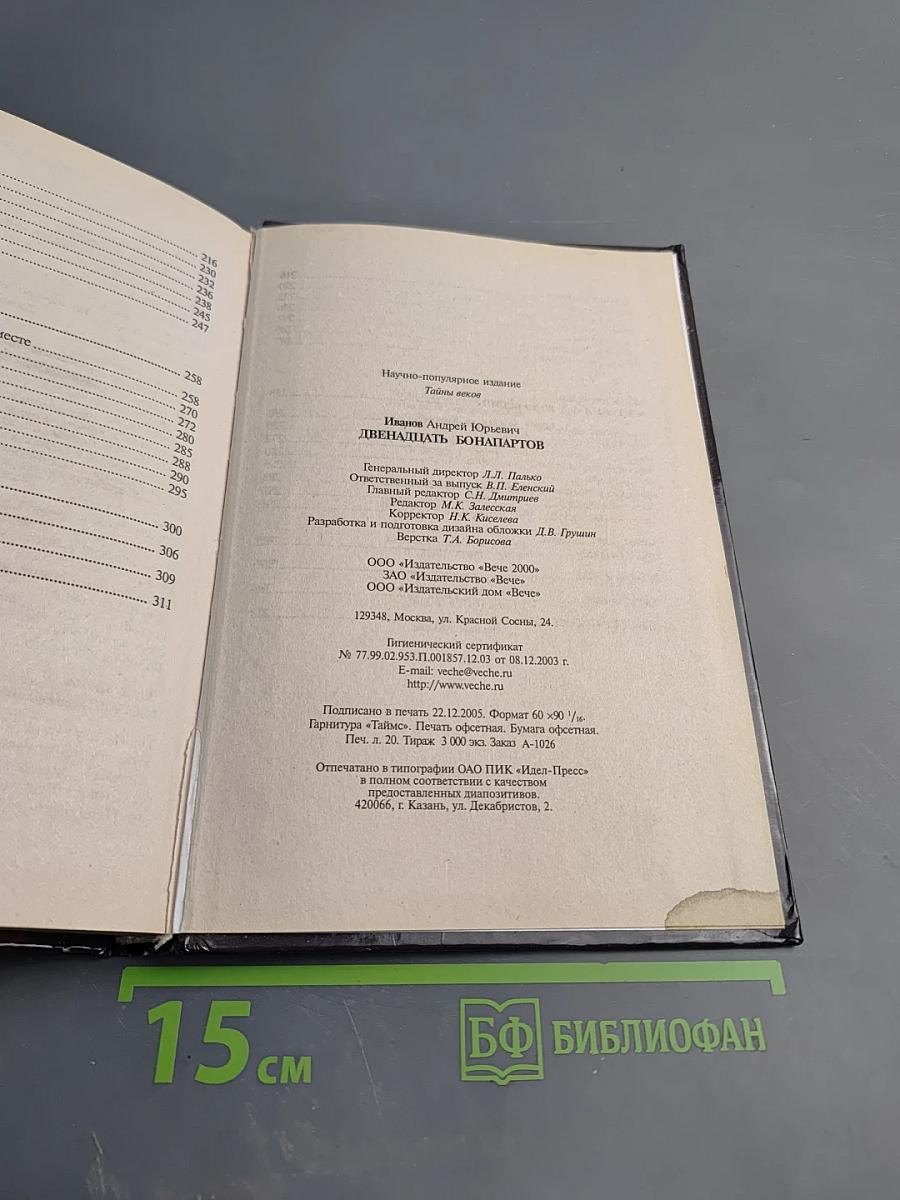 216
230
232
236
238
245
247
месте
258
258
270
272
280
285
288
290
295
300
306
309
311
Научно-популярное издание
Тайны веков
Иванов Андрей Юрьевич
ДВЕНАДЦАТЬ БОНАПАРТОВ
Генеральный директор Л.Л. Палько
Ответственный за выпуск В.П. Еленский
Главный редактор С.Н. Дмитриев
Редактор М.К. Залесская
Корректор Н.К. Киселева
Разработка и подготовка дизайна обложки Д.В. Грушин
Верстка Т.А. Борисова
ООО «Издательство «Вече 2000»
ЗАО «Издательство «Вече»
ООО «Издательский дом «Вече»
129348, Москва, ул. Красной Сосны, 24.
Гигиенический сертификат
№ 77.99.02.953.П.001857.12.03 от 08.12.2003 г.
E-mail: veche@veche.ru
http://www.veche.ru
Подписано в печать 22.12.2005. Формат 60 ×90 1/16.
Гарнитура «Таймс». Печать офсетная. Бумага офсетная.
Печ. л. 20. Тираж 3 000 экз. Заказ А-1026
Отпечатано в типографии ОАО ПИК «Идел-Пресс»
в полном соответствии с качеством
предоставленных диапозитивов.
420066, г. Казань, ул. Декабристов, 2.
15 см
БФ БИБЛИОФАН